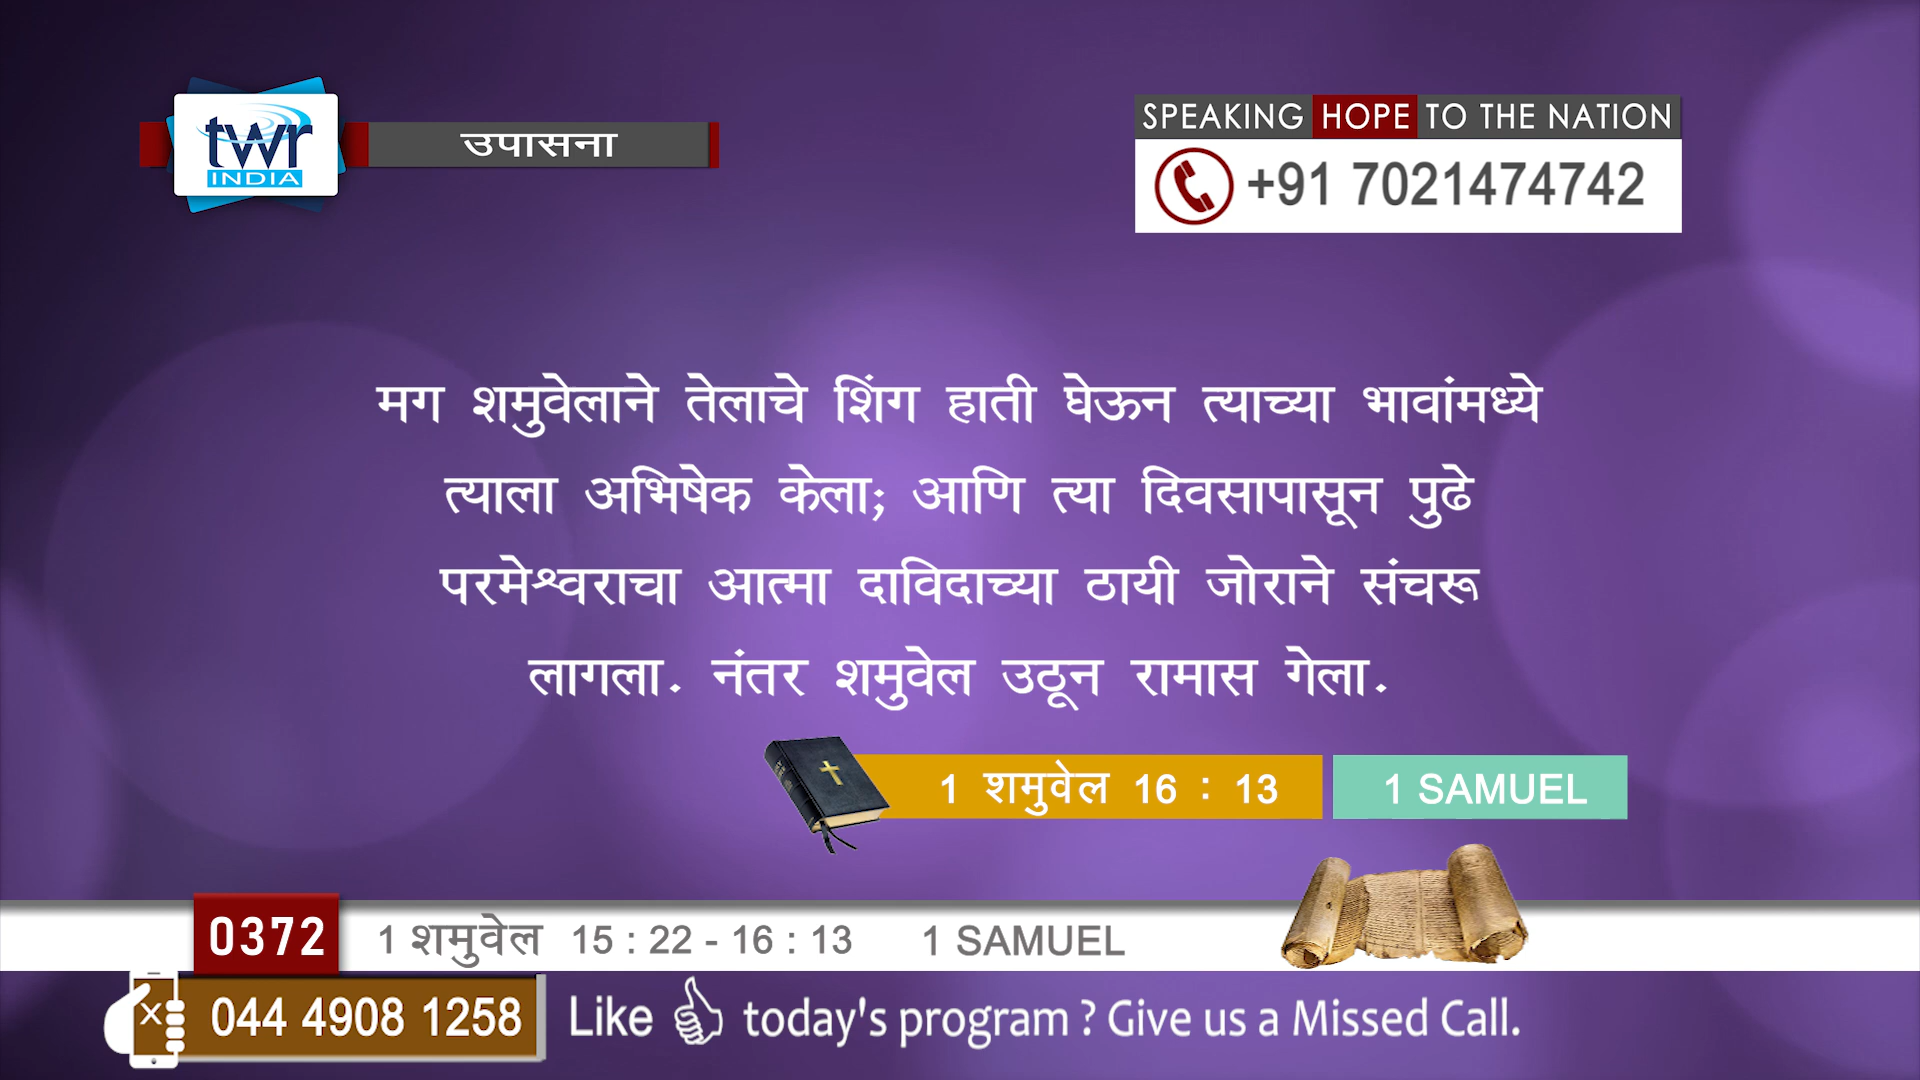 twr
INDIA
उपासना
SPEAKING HOPE TO THE NATION
+91 7021474742
मग शमुवेलाने तेलाचे शिंग हाती घेऊन त्याच्या भावांमध्ये
त्याला अभिषेक केला; आणि त्या दिवसापासून पुढे
परमेश्वराचा आत्मा दाविदाच्या ठायी जोराने संचरू
लागला. नंतर शमुवेल उठून रामास गेला.
1 शमुवेल 16 : 13
1 SAMUEL
0372
1 शमुवेल 15 : 22 - 16 : 13 1 SAMUEL
044 4908 1258
Like today's program ? Give us a Missed Call.